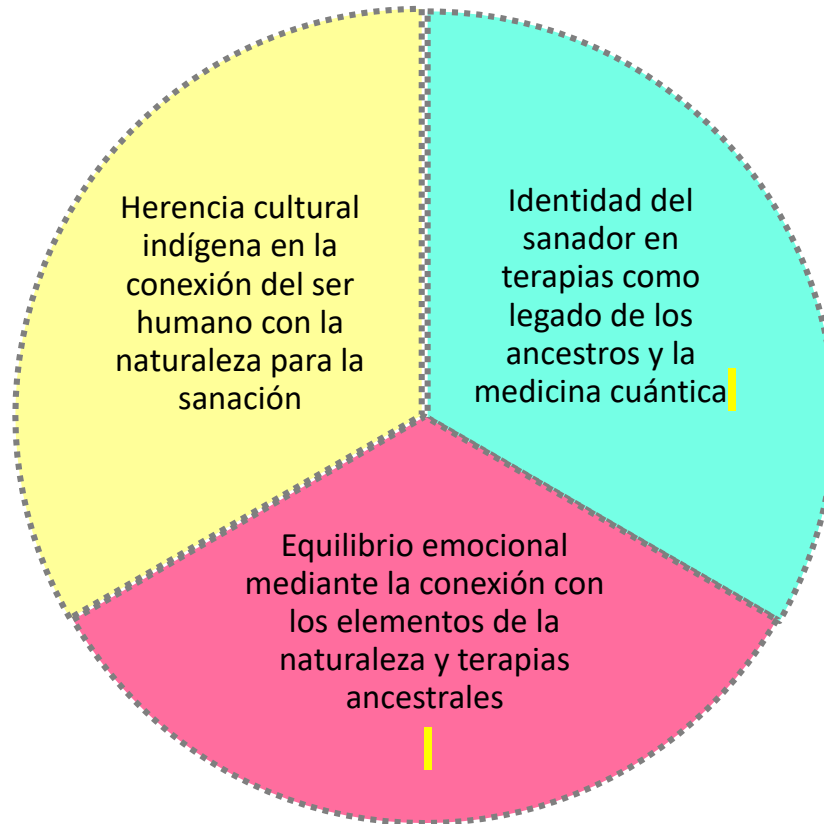 Herencia cultural
indígena en la
conexión del ser
humano con la
naturaleza para la
sanación
Identidad del
sanador en
terapias como
legado de los
ancestros y la
medicina cuántica
Equilibrio emocional
mediante la conexión con
los elementos de la
naturaleza y terapias
ancestrales